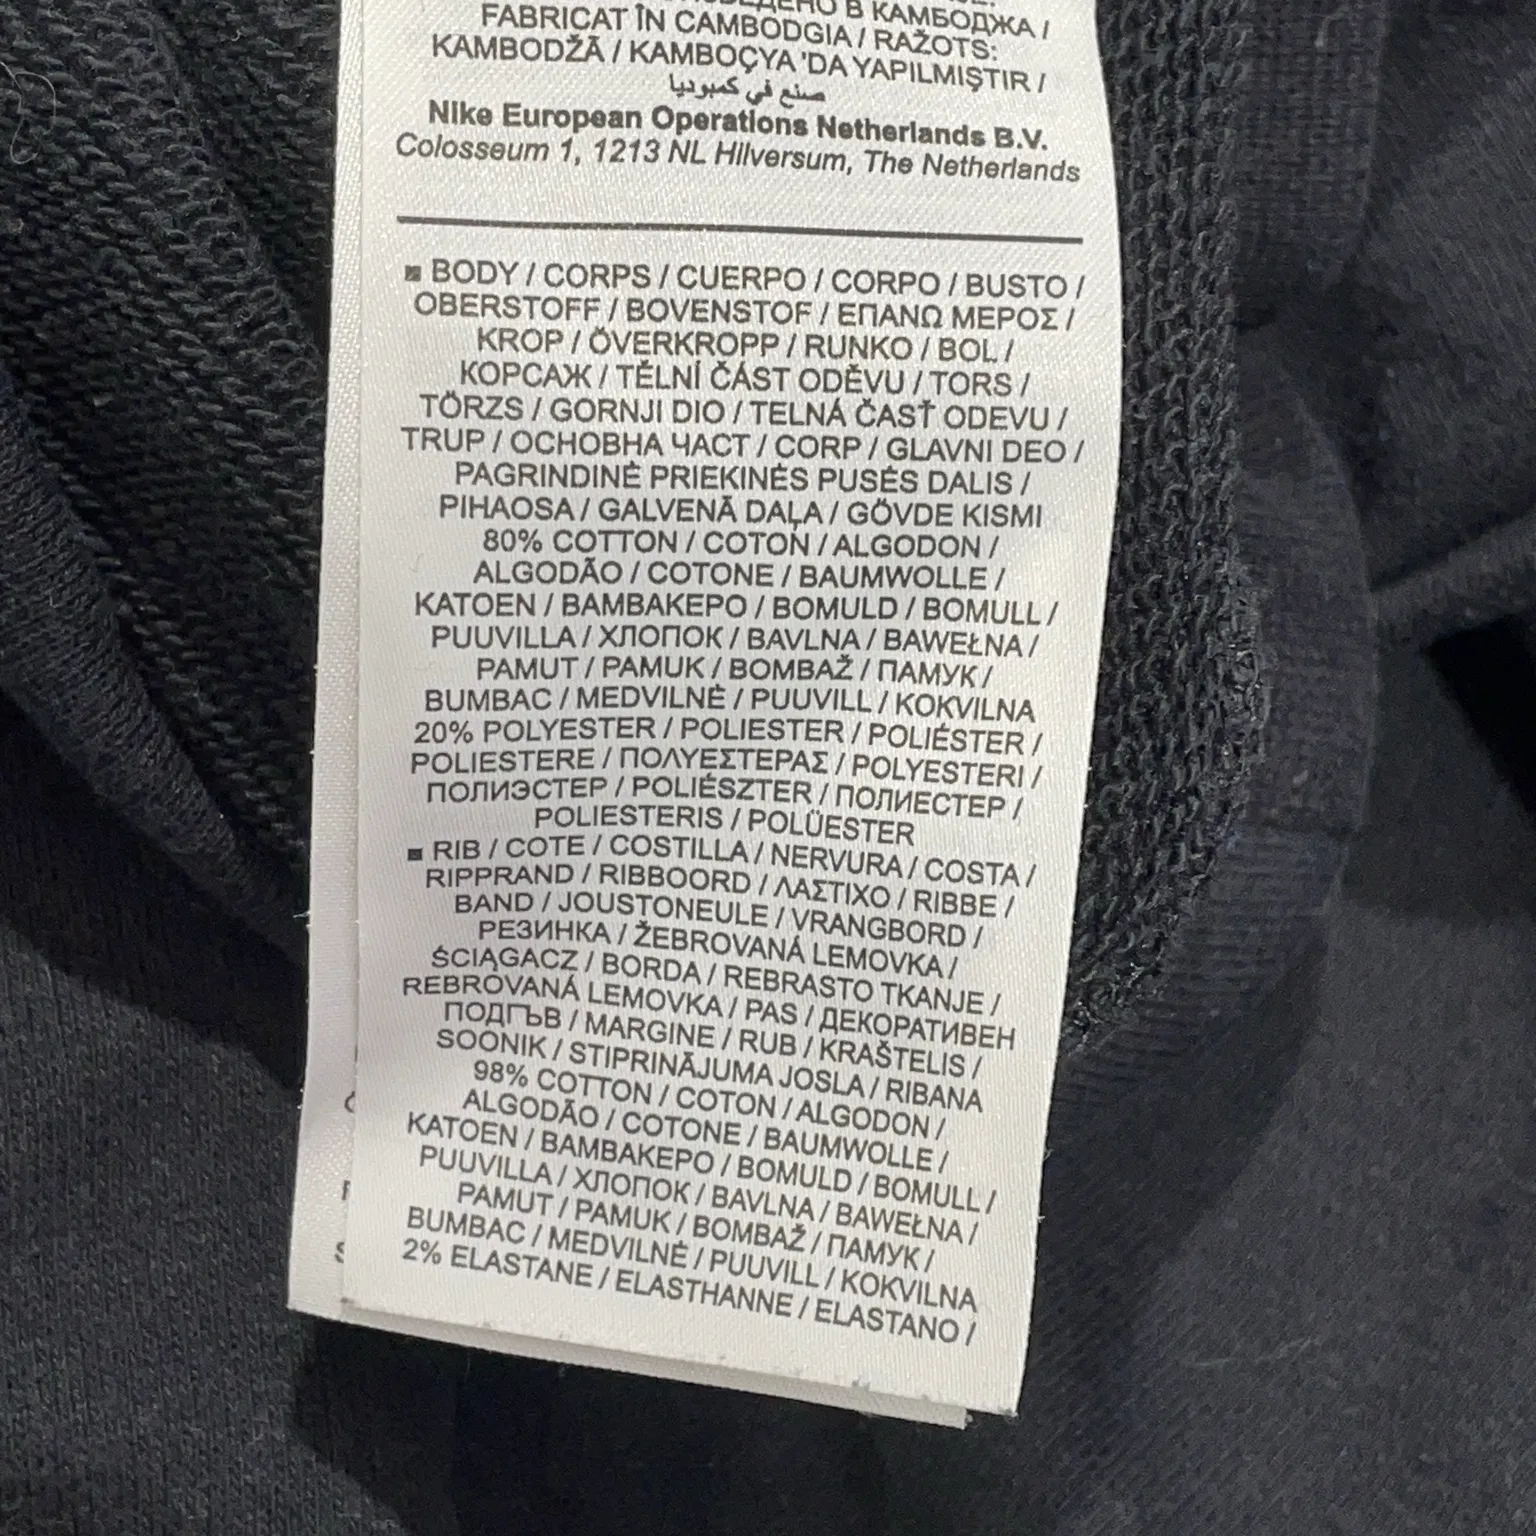 В КАМБОДЖА /
FABRICAT ÎN CAMBODGIA / RAŽOTS:
KAMBODŽĀ / KAMBOÇYA 'DA YAPILMIŞTIR /
صنع في كمبوديا
Nike European Operations Netherlands B.V.
Colosseum 1, 1213 NL Hilversum, The Netherlands
■ BODY / CORPS / CUERPO / CORPO / BUSTO /
OBERSTOFF / BOVENSTOF / ΕΠΑΝΩ ΜΕΡΟΣ /
KROP / ÖVERKROPP / RUNKO / BOL /
КОРСАЖ / TĚLNÍ ČÁST ODĚVU / TORS /
TÖRZS / GORNJI DIO / TELNÁ ČASŤ ODEVU /
TRUP / ОСНОВНА ЧАСТ / CORP / GLAVNI DEO /
PAGRINDINĖ PRIEKINĖS PUSĖS DALIS /
PIHAOSA / GALVENĀ DAĻA / GÖVDE KISMI
80% COTTON / COTON / ALGODON /
ALGODÃO / COTONE / BAUMWOLLE /
KATOEN / ΒΑΜΒΑΚΕΡΟ / BOMULD / BOMULL /
PUUVILLA / ХЛОПОК / BAVLNA / BAWEŁNA /
PAMUT / PAMUK / BOMBAŽ / ПАМУК /
BUMBAC / MEDVILNĖ / PUUVILL / KOKVILNA
20% POLYESTER / POLIESTER / POLIÉSTER /
POLIESTERE / ΠΟΛΥΕΣΤΕΡΑΣ / POLYESTERI /
ПОЛИЭСТЕР / POLIÉSZTER / ПОЛИЕСТЕР /
POLIESTERIS / POLÜESTER
■ RIB / COTE / COSTILLA / NERVURA / COSTA /
RIPPRAND / RIBBOORD / ΛΑΣΤΙΧΟ / RIBBE /
BAND / JOUSTONEULE / VRANGBORD /
РЕЗИНКА / ŽEBROVANÁ LEMOVKA /
ŚCIĄGACZ / BORDA / REBRASTO TKANJE /
REBROVANÁ LEMOVKA / PAS / ДЕКОРАТИВЕН
ПОДГЪВ / MARGINE / RUB / KRAŠTELIS /
SOONIK / STIPRINĀJUMA JOSLA / RIBANA
98% COTTON / COTON / ALGODON /
ALGODÃO / COTONE / BAUMWOLLE /
KATOEN / ΒΑΜΒΑΚΕΡΟ / BOMULD / BOMULL /
PUUVILLA / ХЛОПОК / BAVLNA / BAWEŁNA /
PAMUT / PAMUK / BOMBAŽ / ПАМУК /
BUMBAC / MEDVILNĖ / PUUVILL / KOKVILNA
2% ELASTANE / ELASTHANNE / ELASTANO /